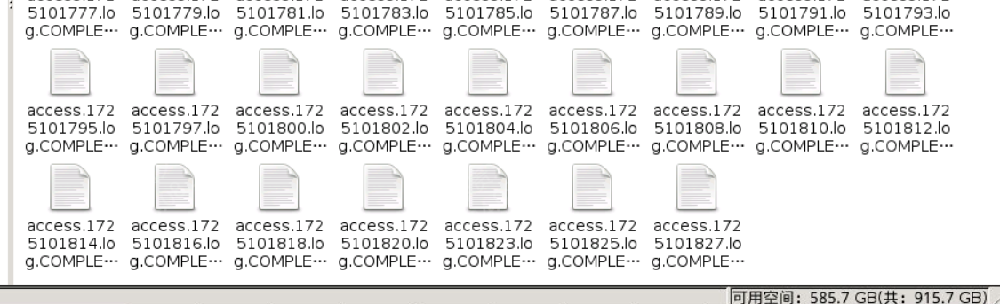 5101777.lo 5101779.lo 5101781.lo 5101783.lo 5101785.lo 5101787.lo 5101789.lo 5101791.lo 5101793.lo
g.COMPLE··· g.COMPLE··· g.COMPLE··· g.COMPLE··· g.COMPLE··· g.COMPLE··· g.COMPLE··· g.COMPLE··· g.COMPLE···
access.172 access.172 access.172 access.172 access.172 access.172 access.172 access.172 access.172
5101795.lo 5101797.lo 5101800.lo 5101802.lo 5101804.lo 5101806.lo 5101808.lo 5101810.lo 5101812.lo
g.COMPLE··· g.COMPLE··· g.COMPLE··· g.COMPLE··· g.COMPLE··· g.COMPLE··· g.COMPLE··· g.COMPLE··· g.COMPLE···
access.172 access.172 access.172 access.172 access.172 access.172 access.172
5101814.lo 5101816.lo 5101818.lo 5101820.lo 5101823.lo 5101825.lo 5101827.lo
g.COMPLE··· g.COMPLE··· g.COMPLE··· g.COMPLE··· g.COMPLE··· g.COMPLE··· g.COMPLE···
可用空间：585.7 GB(共：915.7 GB)